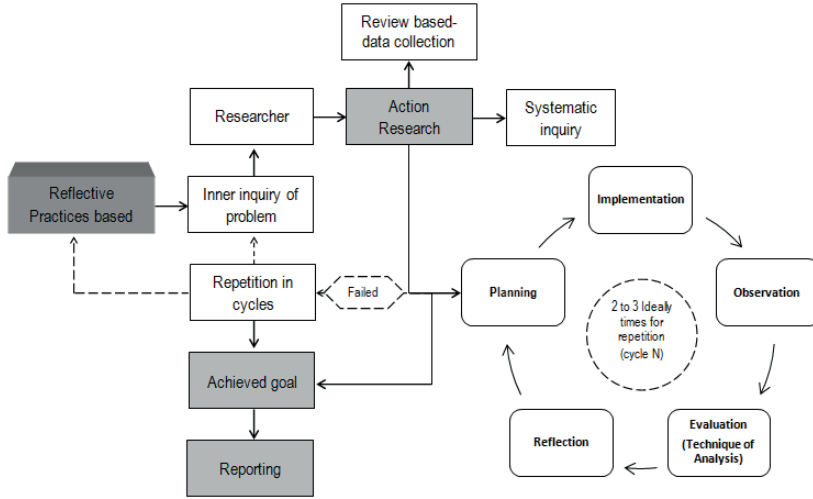 Review based-
data collection
Researcher
Action
Research
Systematic
inquiry
Reflective
Practices based
Inner inquiry of
problem
Implementation
Repetition in
cycles
Failed
Planning
2 to 3 Ideally
times for
repetition
(cycle N)
Observation
Achieved goal
Reflection
Evaluation
(Technique of
Analysis)
Reporting